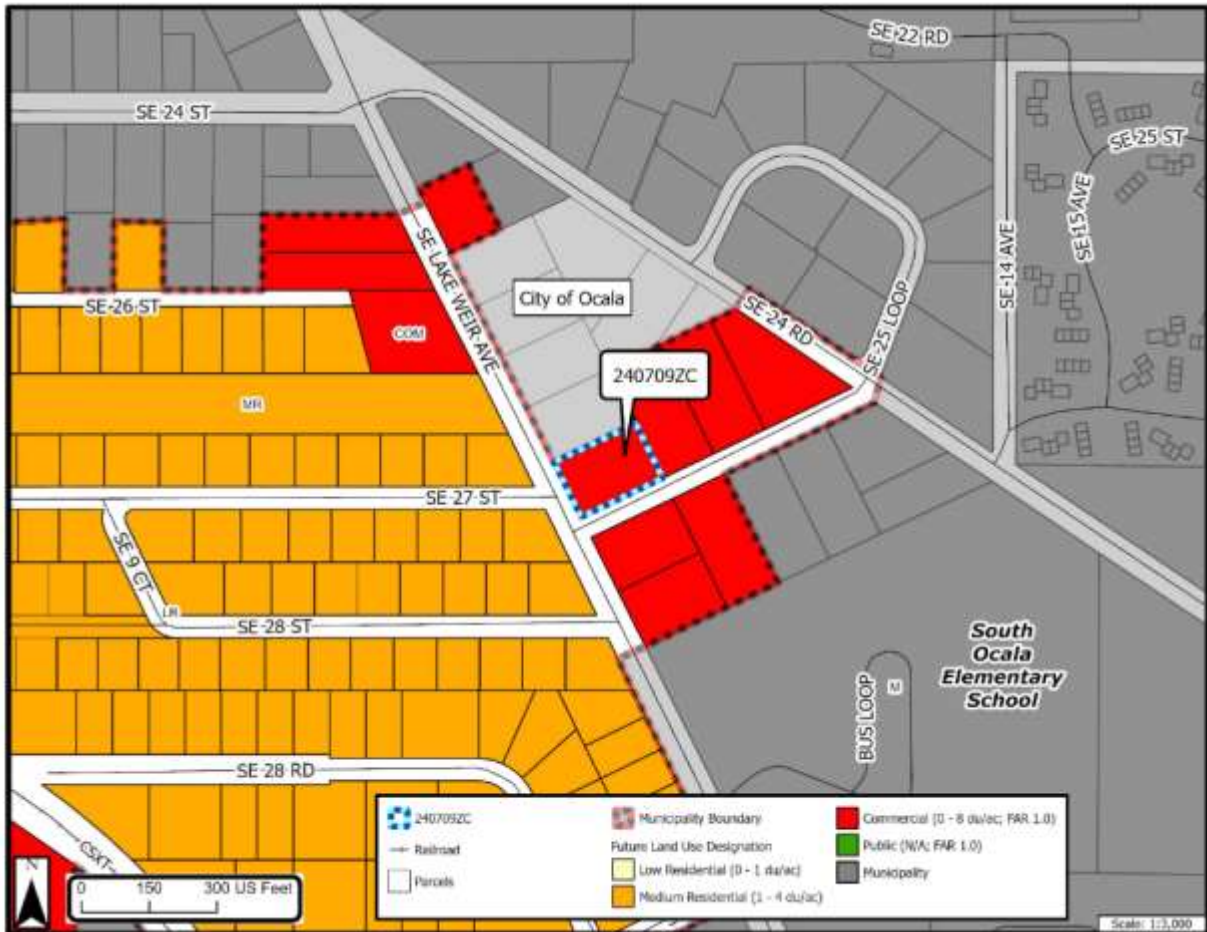 SE 22 RD
SE 24 ST
SE 25 ST
SE 15 AVE
SE 14 AVE
SE LAKE WEIR AVE
City of Ocala
SE 26 ST
SE 24 RD
SE 25 LOOP
COM
240709ZC
MR
SE 27 ST
SE 9 CT
LR
SE 28 ST
South
Ocala
Elementary
School
BUS LOOP
M
SE 28 RD
CSXT
N
0 150 300 US Feet
240709ZC
Railroad
Parcels
Municipality Boundary
Future Land Use Designation
Low Residential (0 - 1 du/ac)
Medium Residential (1 - 4 du/ac)
Commercial (0 - 8 du/ac; FAR 1.0)
Public (N/A; FAR 1.0)
Municipality
Scale: 1:3,000